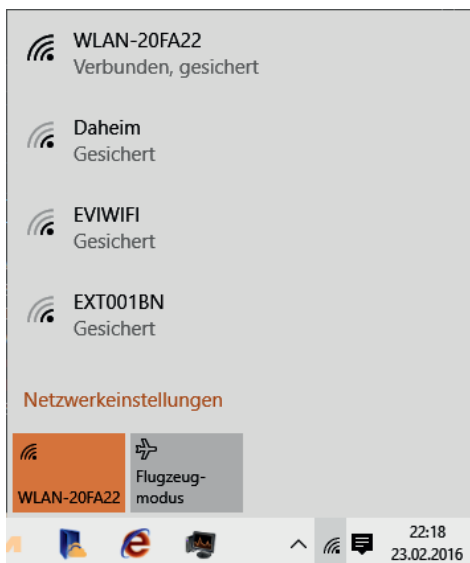 WLAN-20FA22
Verbunden, gesichert
Daheim
Gesichert
EVIWIFI
Gesichert
EXT001BN
Gesichert
Netzwerkeinstellungen
WLAN-20FA22
Flugzeug-
modus
22:18
23.02.2016